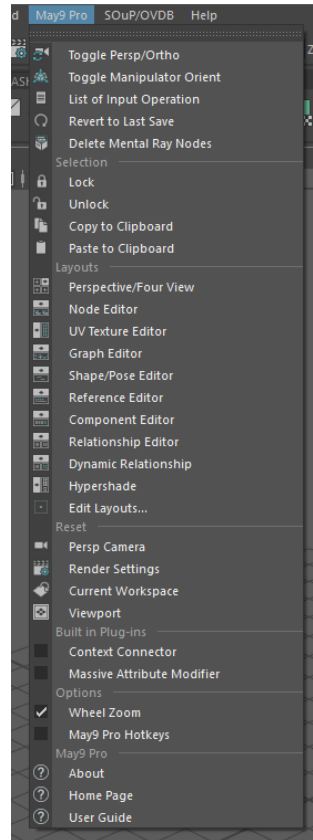 d May9 Pro SOuP/OVDB Help
Toggle Persp/Ortho
Toggle Manipulator Orient
List of Input Operation
Revert to Last Save
Delete Mental Ray Nodes
Selection
Lock
Unlock
Copy to Clipboard
Paste to Clipboard
Layouts
Perspective/Four View
Node Editor
UV Texture Editor
Graph Editor
Shape/Pose Editor
Reference Editor
Component Editor
Relationship Editor
Dynamic Relationship
Hypershade
Edit Layouts...
Reset
Persp Camera
Render Settings
Current Workspace
Viewport
Built in Plug-ins
Context Connector
Massive Attribute Modifier
Options
Wheel Zoom
May9 Pro Hotkeys
May9 Pro
About
Home Page
User Guide